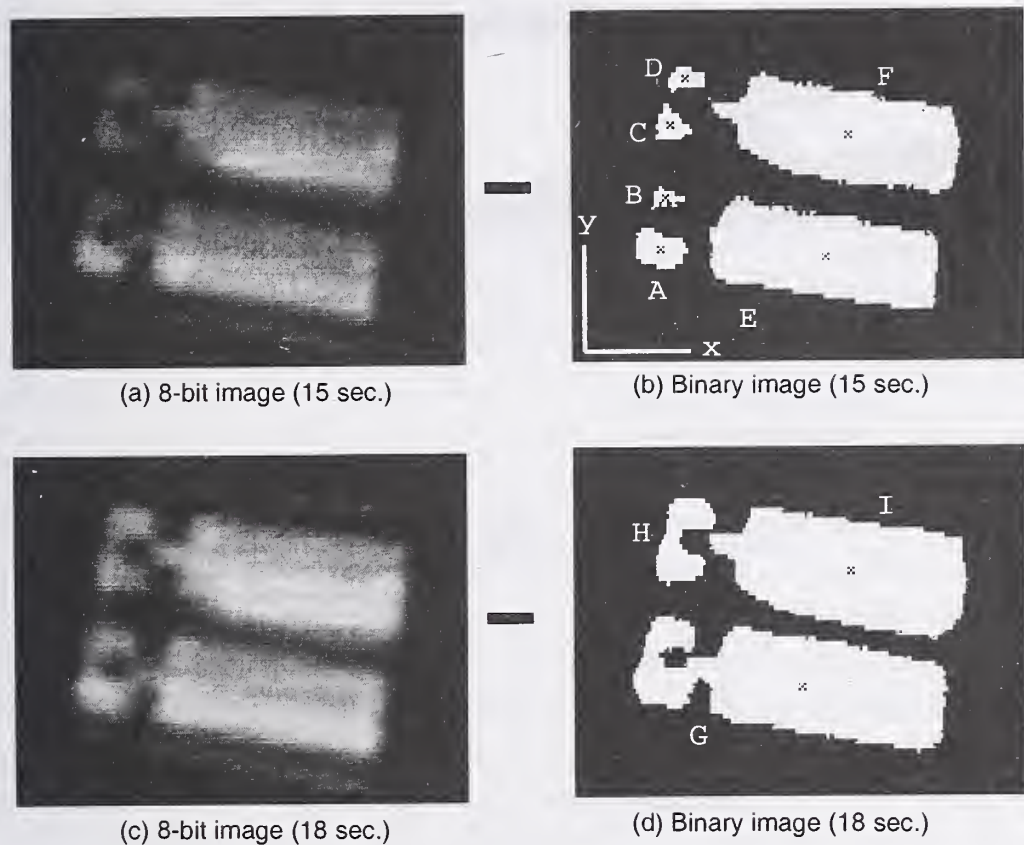 D
F
C
B
y
A
E
x
(a) 8-bit image (15 sec.)
(b) Binary image (15 sec.)
I
H
G
(c) 8-bit image (18 sec.)
(d) Binary image (18 sec.)